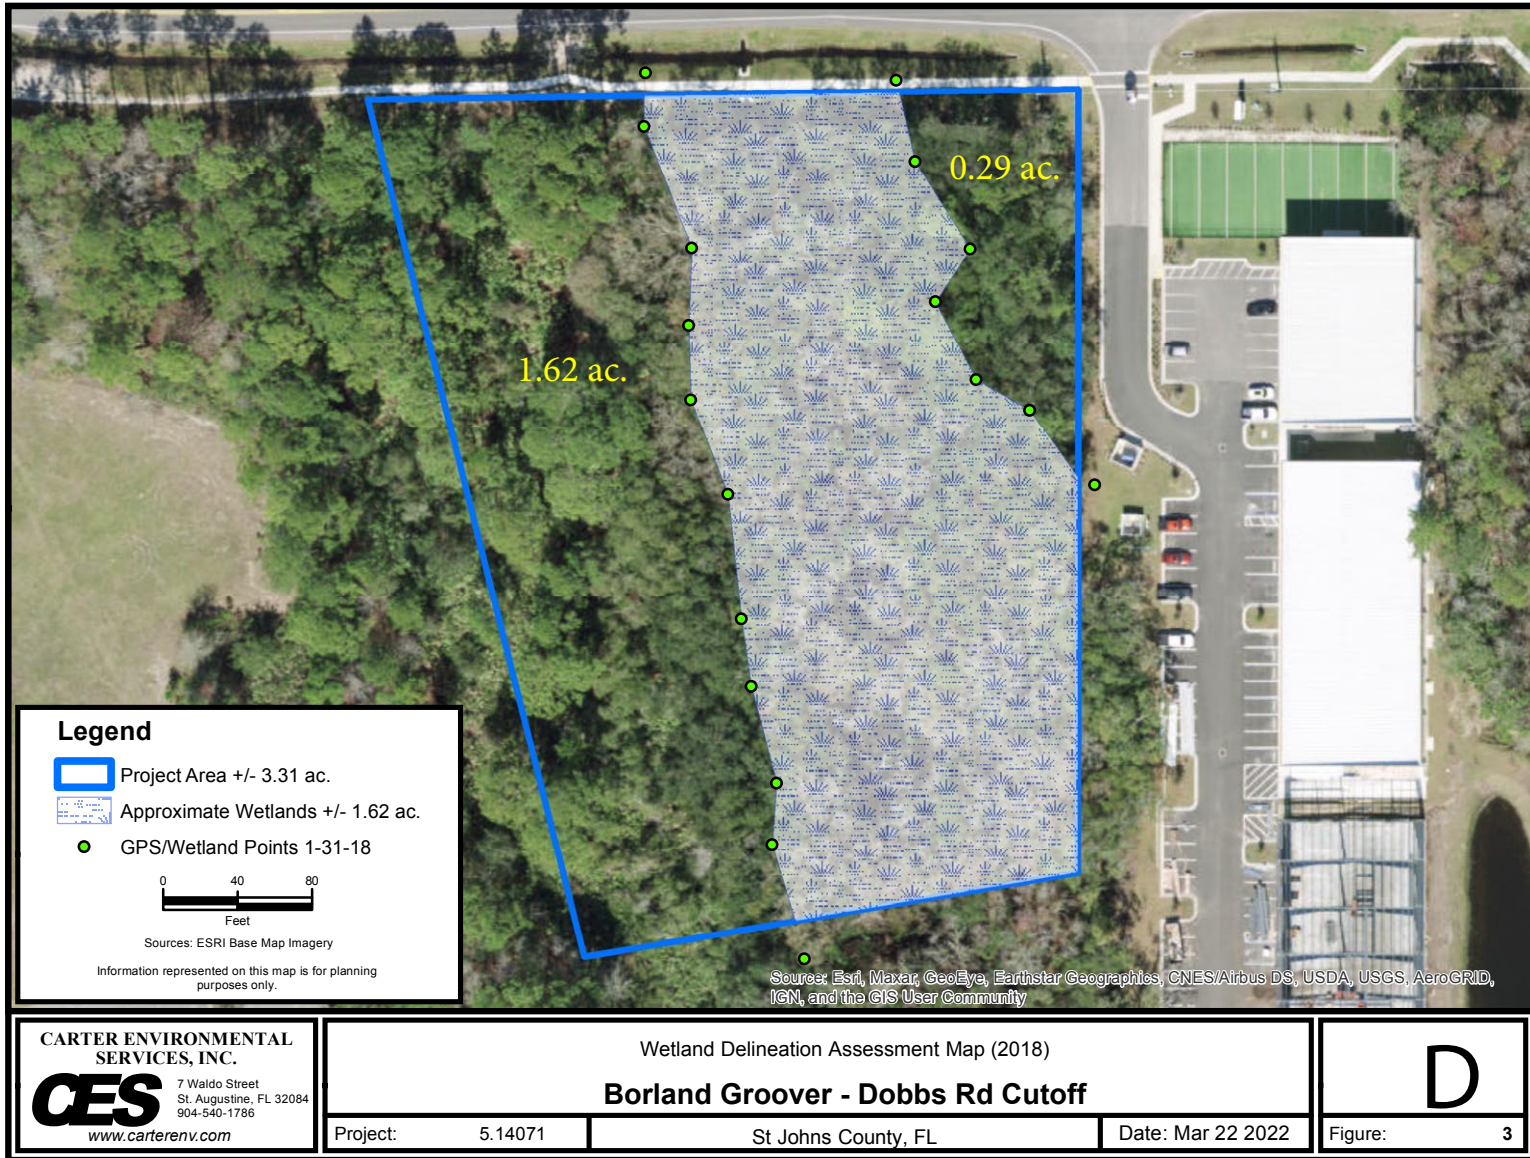 0.29 ac.
1.62 ac.
Legend
Project Area +/- 3.31 ac.
Approximate Wetlands +/- 1.62 ac.
GPS/Wetland Points 1-31-18
0 40 80
Feet
Sources: ESRI Base Map Imagery
Information represented on this map is for planning
purposes only.
Source: Esri, Maxar, GeoEye, Earthstar Geographics, CNES/Airbus DS, USDA, USGS, AeroGRID,
IGN, and the GIS User Community
CARTER ENVIRONMENTAL
SERVICES, INC.
CES
7 Waldo Street
St. Augustine, FL 32084
904-540-1786
www.carterenv.com
Wetland Delineation Assessment Map (2018)
Borland Groover - Dobbs Rd Cutoff
Project: 5.14071
St Johns County, FL
Date: Mar 22 2022
D
Figure: 3